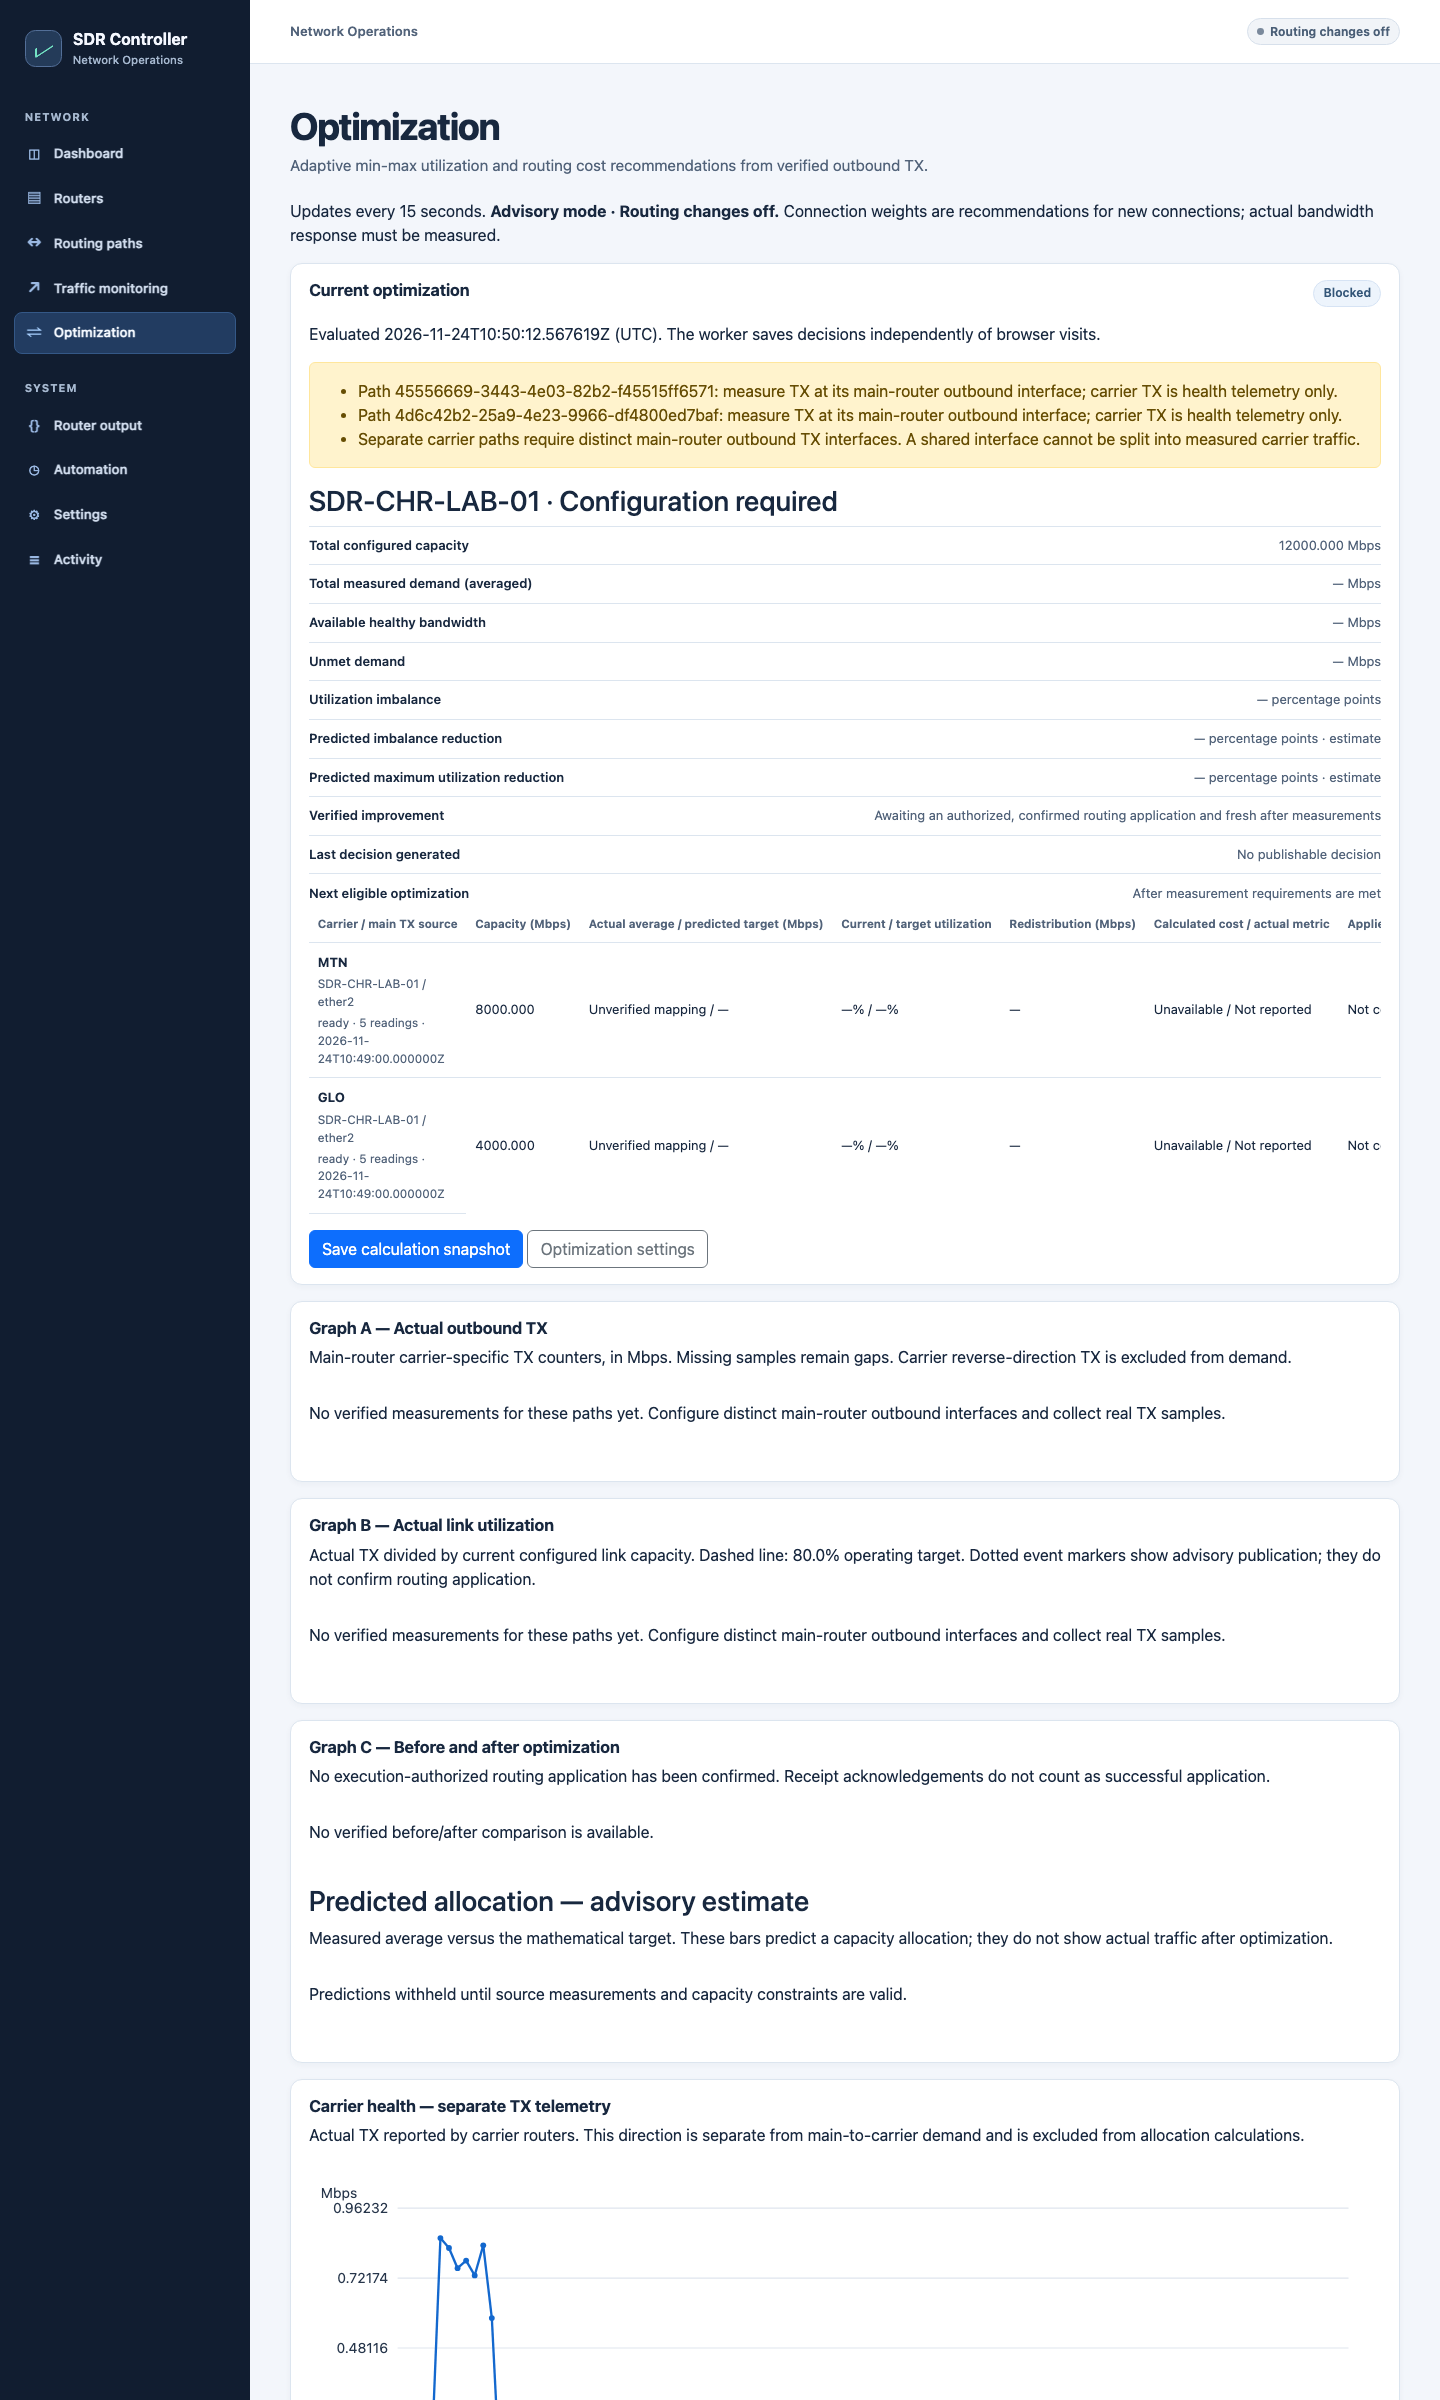 SDR Controller
Network Operations
NETWORK
Dashboard
Routers
Routing paths
Traffic monitoring
Optimization
SYSTEM
{} Router output
Automation
Settings
Activity
Network Operations
Routing changes off
Optimization
Adaptive min-max utilization and routing cost recommendations from verified outbound TX.
Updates every 15 seconds. Advisory mode · Routing changes off. Connection weights are recommendations for new connections; actual bandwidth
response must be measured.
Current optimization
Blocked
Evaluated 2026-11-24T10:50:12.567619Z (UTC). The worker saves decisions independently of browser visits.
• Path 45556669-3443-4e03-82b2-f45515ff6571: measure TX at its main-router outbound interface; carrier TX is health telemetry only.
• Path 4d6c42b2-25a9-4e23-9966-df4800ed7baf: measure TX at its main-router outbound interface; carrier TX is health telemetry only.
• Separate carrier paths require distinct main-router outbound TX interfaces. A shared interface cannot be split into measured carrier traffic.
SDR-CHR-LAB-01 · Configuration required
Total configured capacity 12000.000 Mbps
Total measured demand (averaged) — Mbps
Available healthy bandwidth — Mbps
Unmet demand — Mbps
Utilization imbalance — percentage points
Predicted imbalance reduction — percentage points · estimate
Predicted maximum utilization reduction — percentage points · estimate
Verified improvement Awaiting an authorized, confirmed routing application and fresh after measurements
Last decision generated No publishable decision
Next eligible optimization After measurement requirements are met
Carrier / main TX source Capacity (Mbps) Actual average / predicted target (Mbps) Current / target utilization Redistribution (Mbps) Calculated cost / actual metric Applie
MTN
SDR-CHR-LAB-01 /
ether2
ready · 5 readings ·
2026-11-
24T10:49:00.000000Z
8000.000 Unverified mapping / — —% / —% — Unavailable / Not reported Not c
GLO
SDR-CHR-LAB-01 /
ether2
ready · 5 readings ·
2026-11-
24T10:49:00.000000Z
4000.000 Unverified mapping / — —% / —% — Unavailable / Not reported Not c
Save calculation snapshot
Optimization settings
Graph A — Actual outbound TX
Main-router carrier-specific TX counters, in Mbps. Missing samples remain gaps. Carrier reverse-direction TX is excluded from demand.
No verified measurements for these paths yet. Configure distinct main-router outbound interfaces and collect real TX samples.
Graph B — Actual link utilization
Actual TX divided by current configured link capacity. Dashed line: 80.0% operating target. Dotted event markers show advisory publication; they do
not confirm routing application.
No verified measurements for these paths yet. Configure distinct main-router outbound interfaces and collect real TX samples.
Graph C — Before and after optimization
No execution-authorized routing application has been confirmed. Receipt acknowledgements do not count as successful application.
No verified before/after comparison is available.
Predicted allocation — advisory estimate
Measured average versus the mathematical target. These bars predict a capacity allocation; they do not show actual traffic after optimization.
Predictions withheld until source measurements and capacity constraints are valid.
Carrier health — separate TX telemetry
Actual TX reported by carrier routers. This direction is separate from main-to-carrier demand and is excluded from allocation calculations.
Mbps
0.96232
0.72174
0.48116